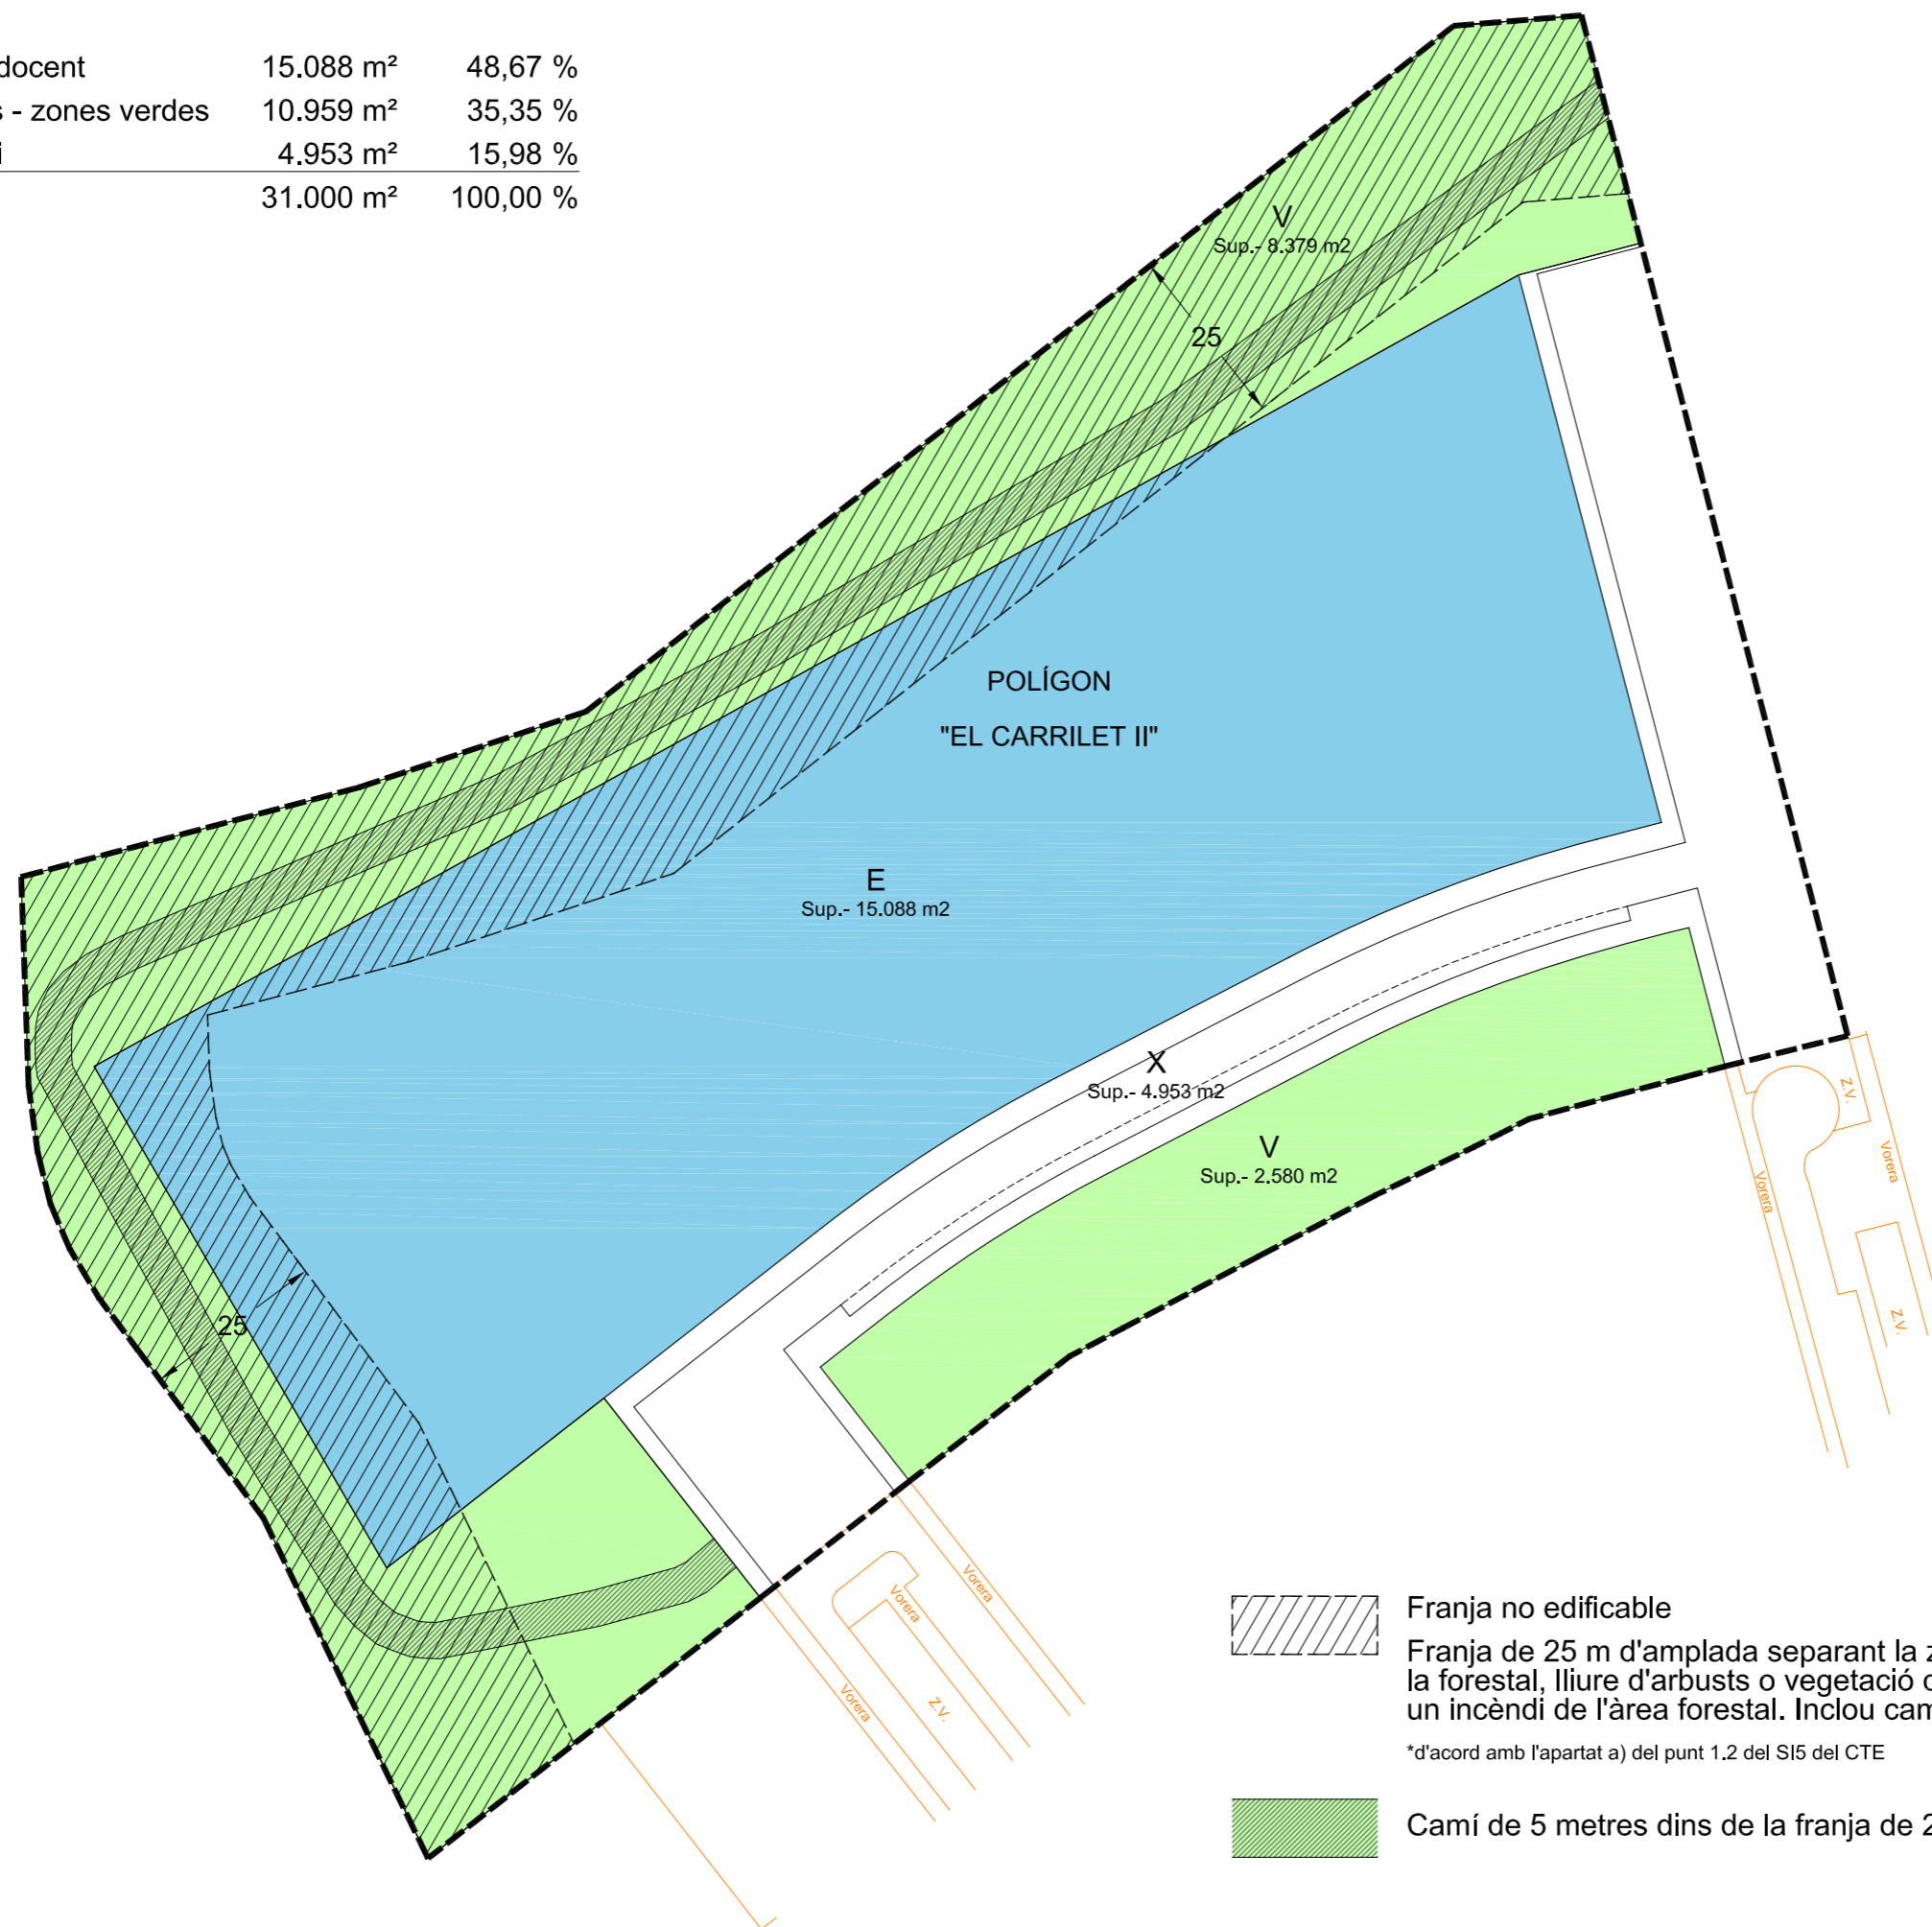 docent 15.088 m² 48,67 %
s - zones verdes 10.959 m² 35,35 %
i 4.953 m² 15,98 %
31.000 m² 100,00 %
V
Sup.- 8.379 m2
25
POLÍGON
"EL CARRILET II"
E
Sup.- 15.088 m2
X
Sup.- 4.953 m2
V
Sup.- 2.580 m2
25
Z.V.
Vorera
Vorera
Z.V.
Vorera
Vorera
Vorera
Z.V.
Franja no edificable
Franja de 25 m d'amplada separant la z
la forestal, lliure d'arbusts o vegetació
un incèndi de l'àrea forestal. Inclou cam
*d'acord amb l'apartat a) del punt 1.2 del SI5 del CTE
Camí de 5 metres dins de la franja de 2